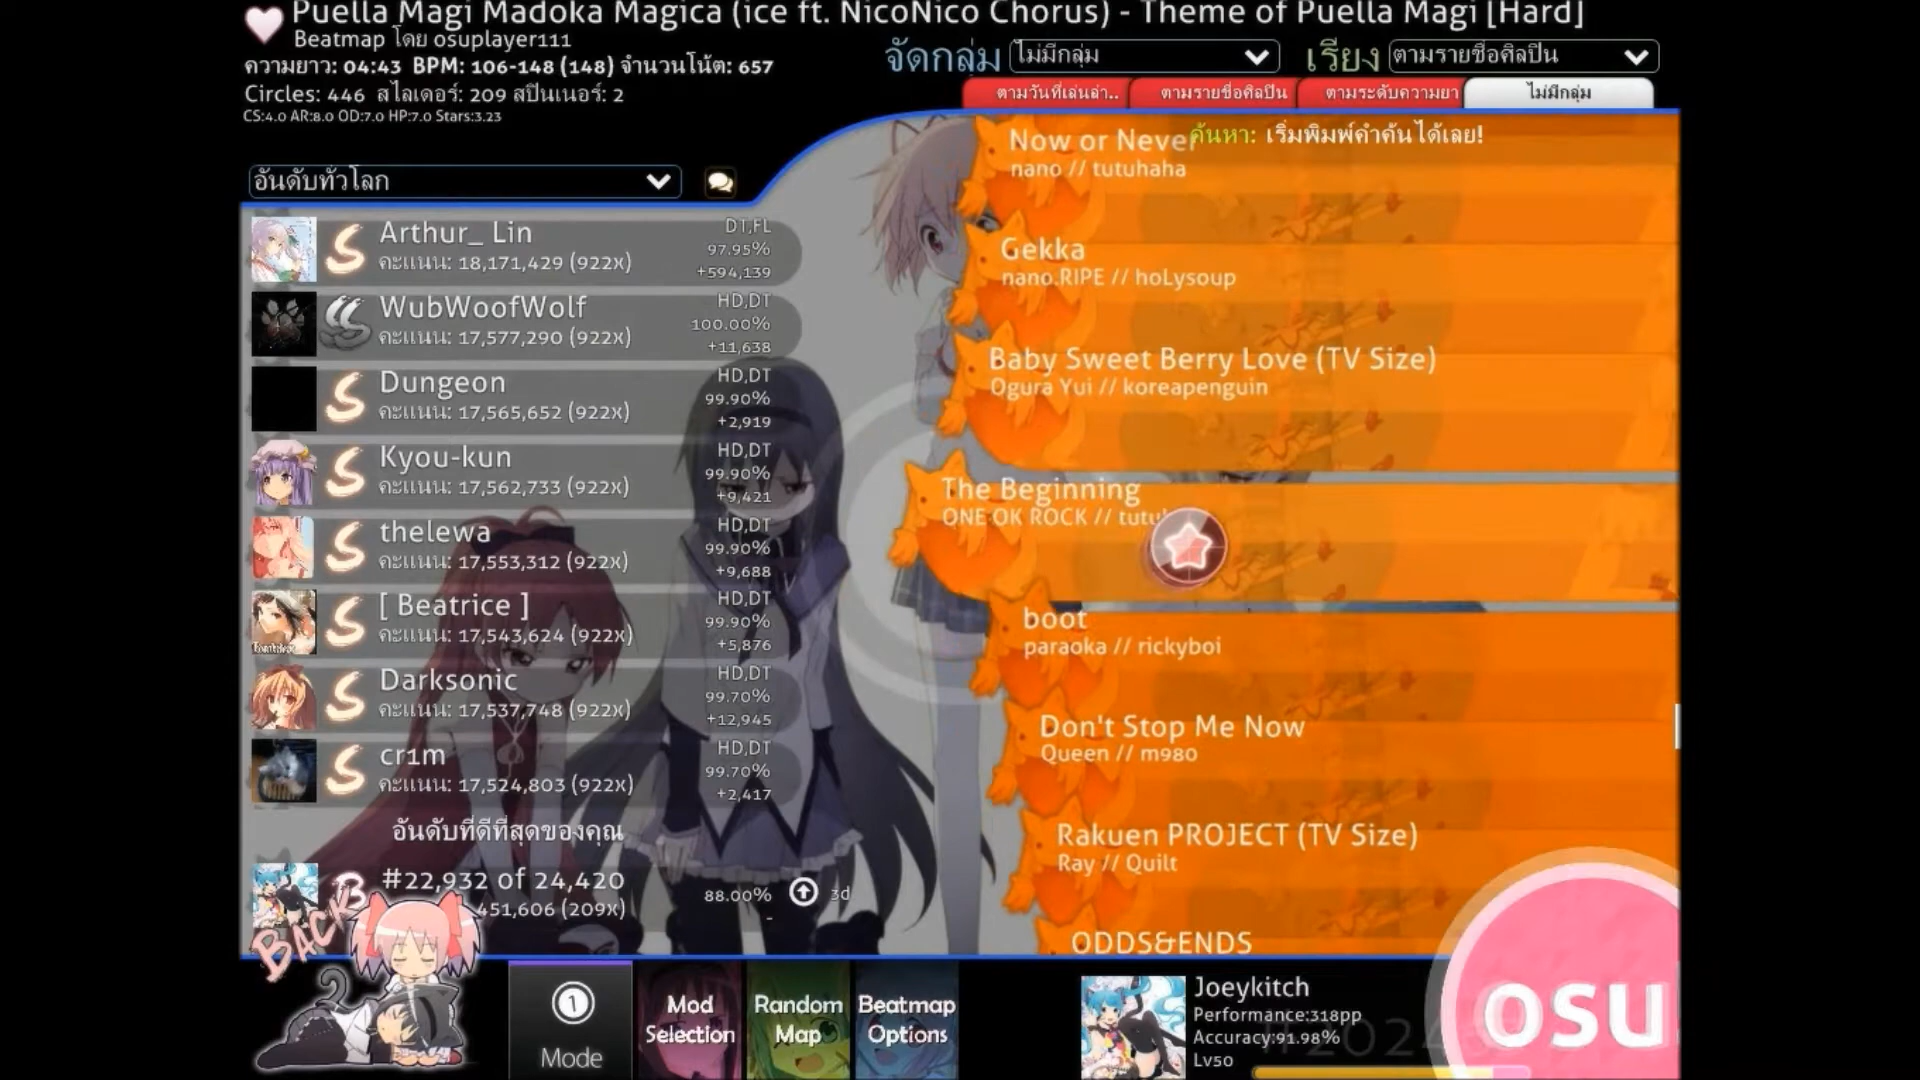 Puella Magi Madoka Magica (ice ft. NicoNico Chorus) - Theme of Puella Magi [Hard]
Beatmap โดย osuplayer111
ความยาว: 04:43 BPM: 106-148 (148) จำนวนโน้ต: 657
Circles: 446 สไลเดอร์: 209 สปินเนอร์: 2
CS:4.0 AR:8.0 OD:7.0 HP:7.0 Stars:3.23
จัดกลุ่ม ไม่มีกลุ่ม เรียง ตามรายชื่อศิลปิน
ตามวันที่เล่นล่า.. ตามรายชื่อศิลปิน ตามระดับความยา ไม่มีกลุ่ม
ค้นหา: เริ่มพิมพ์คำค้นได้เลย!
อันดับทั่วโลก
Arthur_ Lin
คะแนน: 18,171,429 (922x)
DT,FL
97.95%
+594,139
WubWoofWolf
คะแนน: 17,577,290 (922x)
HD,DT
100.00%
+11,638
Dungeon
คะแนน: 17,565,652 (922x)
HD,DT
99.90%
+2,919
Kyou-kun
คะแนน: 17,562,733 (922x)
HD,DT
99.90%
+9,421
thelewa
คะแนน: 17,553,312 (922x)
HD,DT
99.90%
+9,688
[ Beatrice ]
คะแนน: 17,543,624 (922x)
HD,DT
99.90%
+5,876
Darksonic
คะแนน: 17,537,748 (922x)
HD,DT
99.70%
+12,945
cr1m
คะแนน: 17,524,803 (922x)
HD,DT
99.70%
+2,417
อันดับที่ดีที่สุดของคุณ
#22,932 of 24,420
451,606 (209x)
88.00%
-
3d
Now or Never
nano // tutuhaha
Gekka
nano.RIPE // hoLysoup
Baby Sweet Berry Love (TV Size)
Ogura Yui // koreapenguin
The Beginning
ONE OK ROCK //
boot
paraoka // rickyboi
Don't Stop Me Now
Queen // m980
Rakuen PROJECT (TV Size)
Ray // Quilt
ODDS&ENDS
BACK
1
Mode
Mod
Selection
Random
Map
Beatmap
Options
Joeykitch
Performance:318pp
Accuracy:91.98%
Lv50
osu